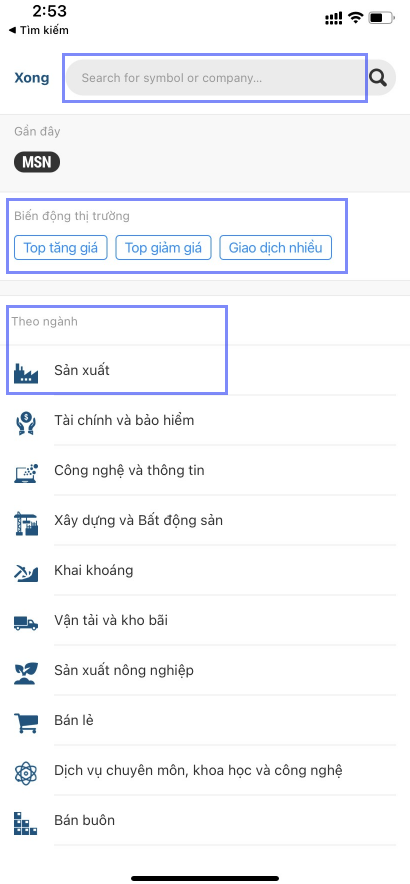 2:53
◀ Tìm kiếm
Xong
Search for symbol or company...
Gần đây
MSN
Biến động thị trường
Top tăng giá
Top giảm giá
Giao dịch nhiều
Theo ngành
Sản xuất
Tài chính và bảo hiểm
Công nghệ và thông tin
Xây dựng và Bất động sản
Khai khoáng
Vận tải và kho bãi
Sản xuất nông nghiệp
Bán lẻ
Dịch vụ chuyên môn, khoa học và công nghệ
Bán buôn